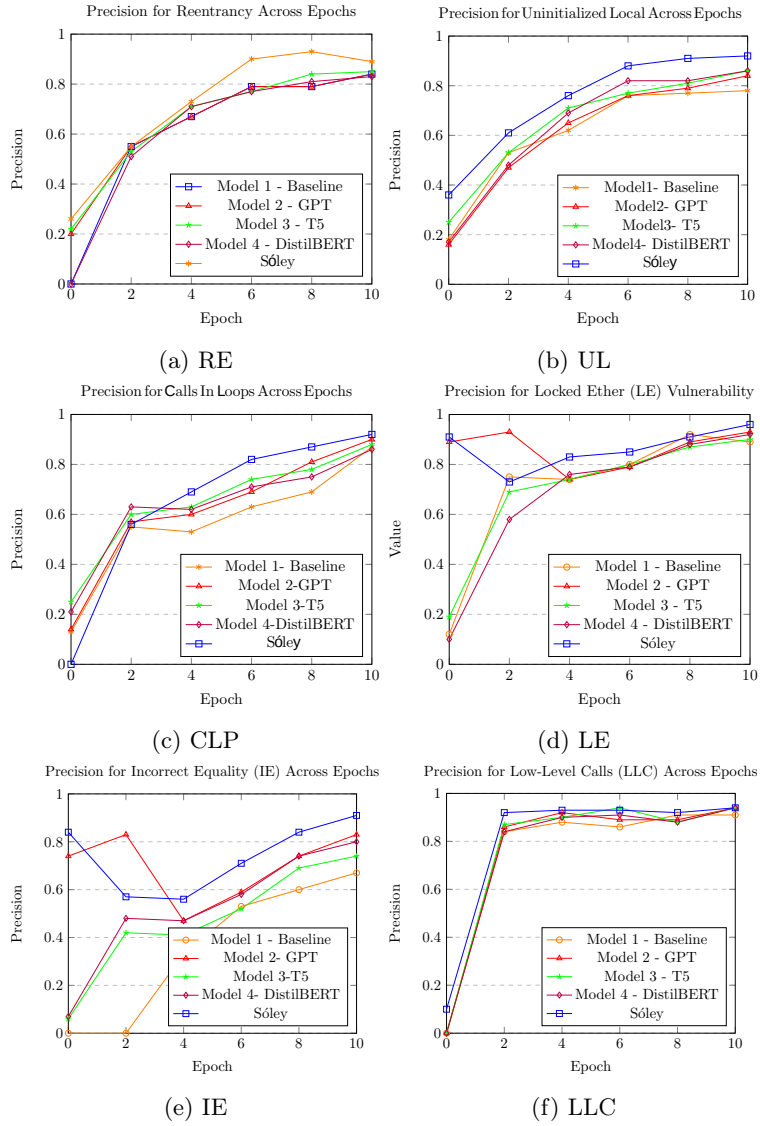 Precision for Reentrancy Across Epochs
1
0.8
0.6
0.4
0.2
0
Precision
Model 1 - Baseline
Model 2 - GPT
Model 3 - T5
Model 4 - DistilBERT
Sóley
0 2 4 6 8 10
Epoch
(a) RE
Precision for Uninitialized Local Across Epochs
1
0.8
0.6
0.4
0.2
0
Precision
Model1- Baseline
Model2- GPT
Model3- T5
Model4- DistilBERT
Sóley
0 2 4 6 8 10
Epoch
(b) UL
Precision for Calls In Loops Across Epochs
1
0.8
0.6
0.4
0.2
0
Precision
Model 1- Baseline
Model 2-GPT
Model 3-T5
Model 4-DistilBERT
Sóley
0 2 4 6 8 10
Epoch
(c) CLP
Precision for Locked Ether (LE) Vulnerability
1
0.8
0.6
0.4
0.2
0
Value
Model 1 - Baseline
Model 2 - GPT
Model 3 - T5
Model 4 - DistilBERT
Sóley
0 2 4 6 8 10
Epoch
(d) LE
Precision for Incorrect Equality (IE) Across Epochs
1
0.8
0.6
0.4
0.2
0
Precision
Model 1 - Baseline
Model 2- GPT
Model 3-T5
Model 4- DistilBERT
Sóley
0 2 4 6 8 10
Epoch
(e) IE
Precision for Low-Level Calls (LLC) Across Epochs
1
0.8
0.6
0.4
0.2
0
Precision
Model 1 - Baseline
Model 2 - GPT
Model 3 - T5
Model 4 - DistilBERT
Sóley
0 2 4 6 8 10
Epoch
(f) LLC